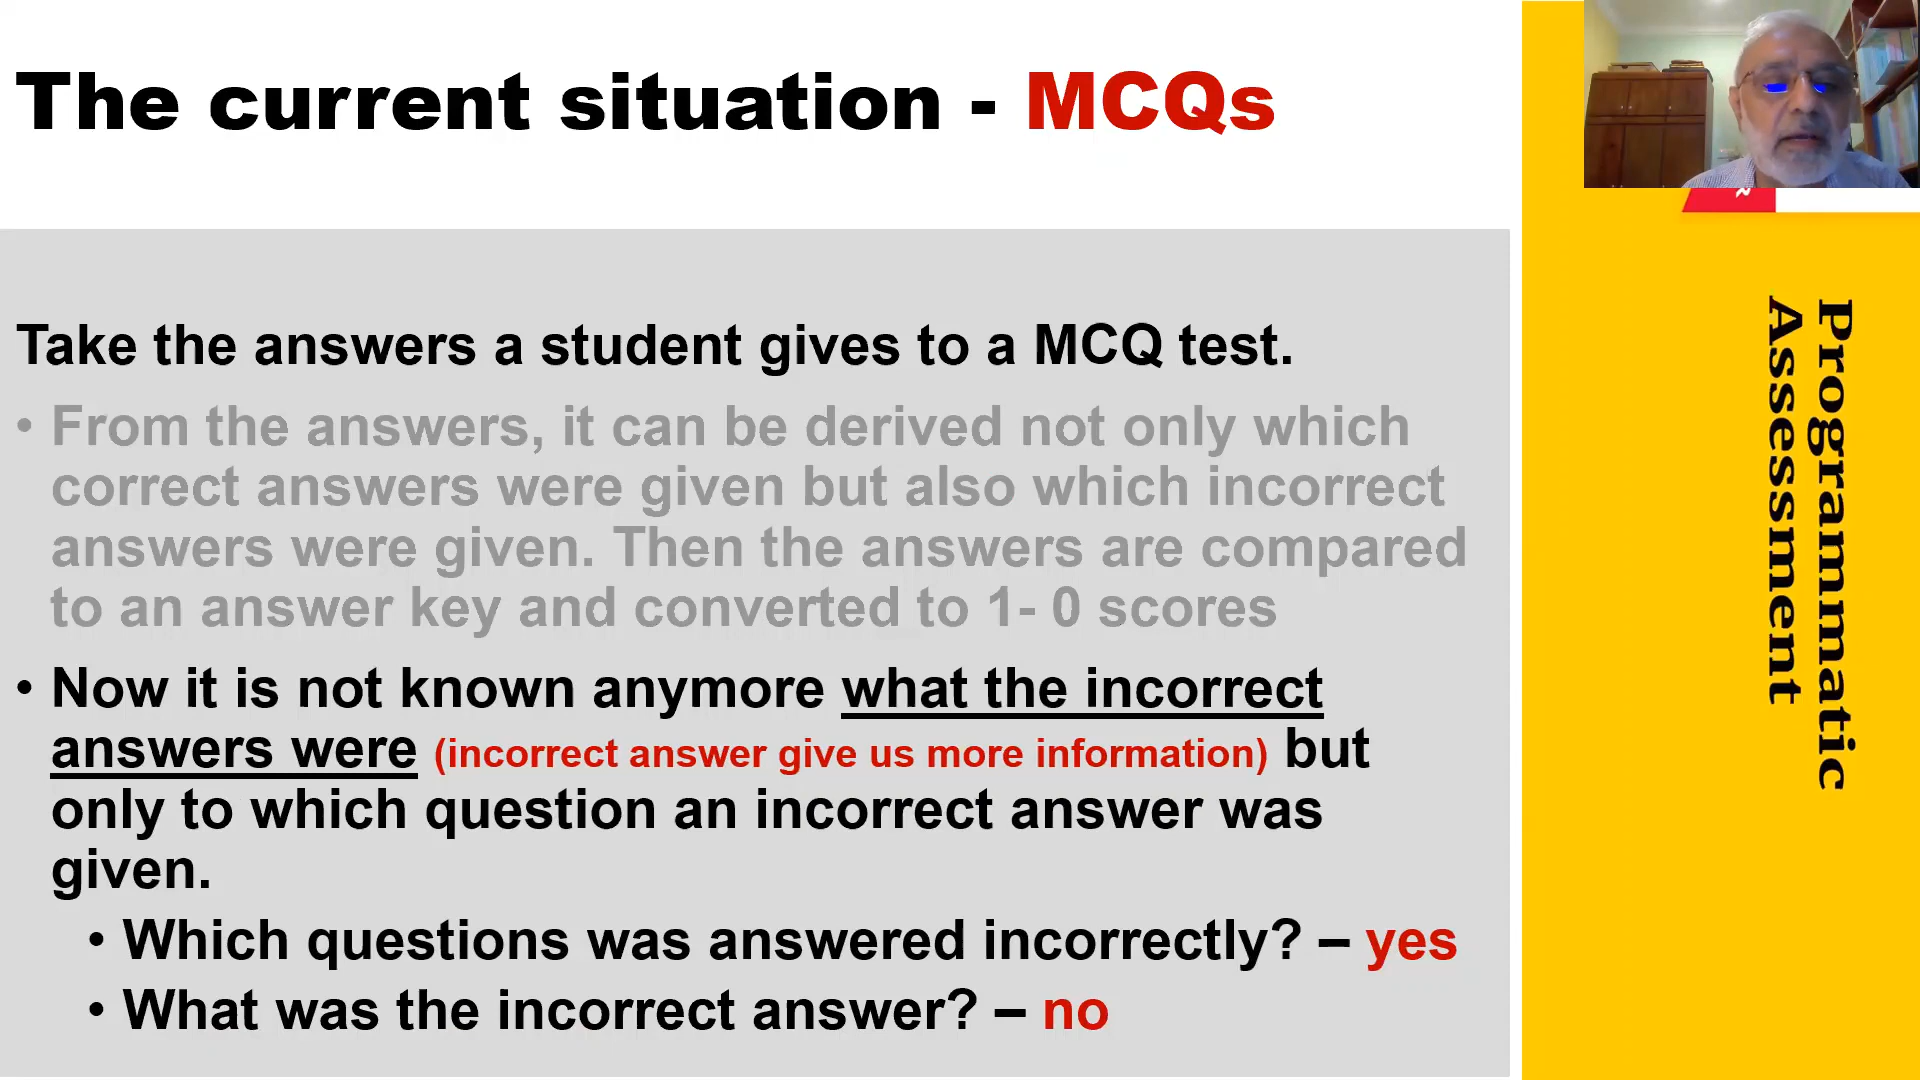 The current situation - MCQs
Take the answers a student gives to a MCQ test.
• From the answers, it can be derived not only which
correct answers were given but also which incorrect
answers were given. Then the answers are compared
to an answer key and converted to 1- 0 scores
• Now it is not known anymore what the incorrect
answers were (incorrect answer give us more information) but
only to which question an incorrect answer was
given.
• Which questions was answered incorrectly? – yes
• What was the incorrect answer? – no
Programmatic
Assessment